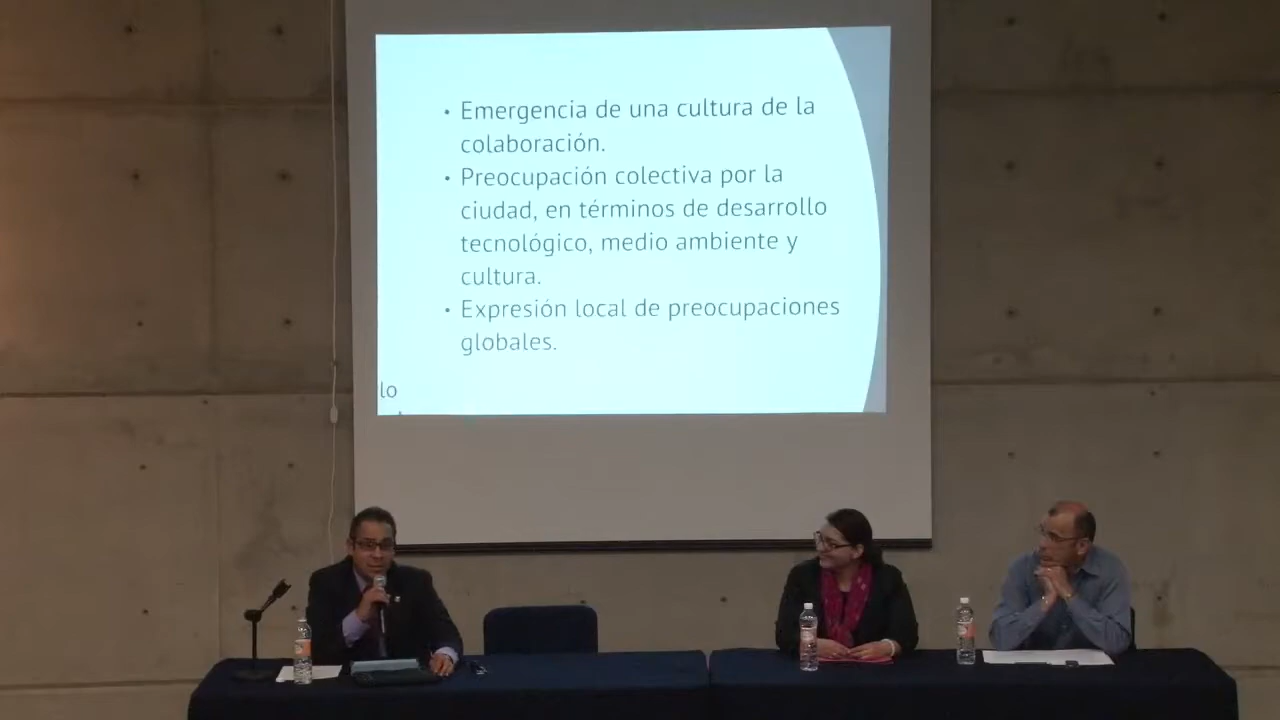 • Emergencia de una cultura de la
colaboración.
• Preocupación colectiva por la
ciudad, en términos de desarrollo
tecnológico, medio ambiente y
cultura.
• Expresión local de preocupaciones
globales.
lo